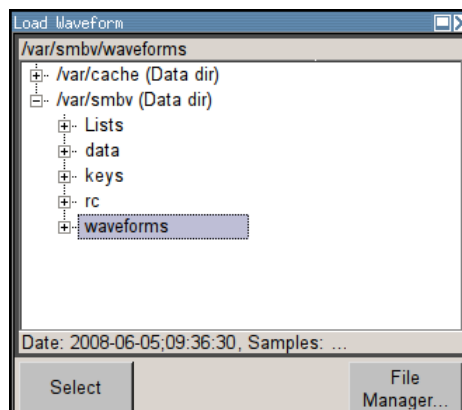 Load Waveform
/var/smbv/waveforms
/var/cache (Data dir)
/var/smbv (Data dir)
Lists
data
keys
rc
waveforms
Date: 2008-06-05;09:36:30, Samples: ...
Select
File
Manager...